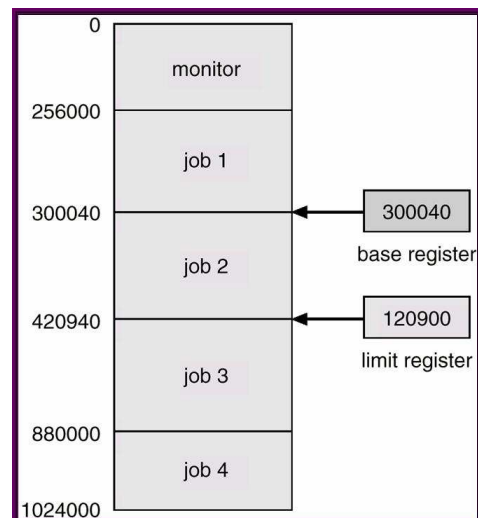 0
monitor
256000
job 1
300040
300040
base register
job 2
120900
420940
limit register
job 3
880000
job 4
1024000